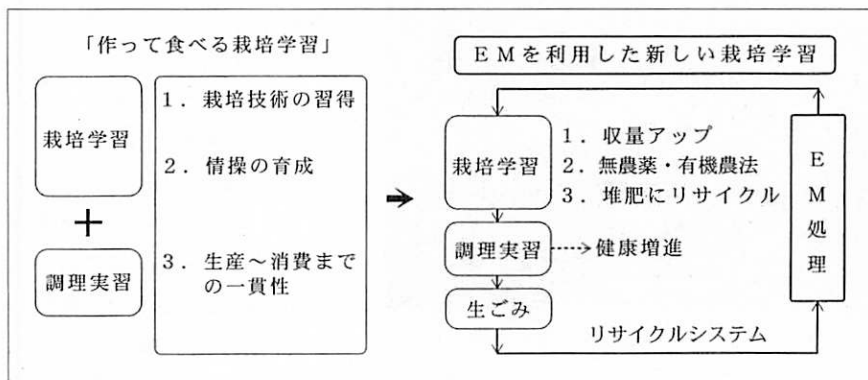 「作って食べる栽培学習」
栽培学習
+
調理実習
1. 栽培技術の習得
2. 情操の育成
3. 生産～消費まで
の一貫性
EMを利用した新しい栽培学習
栽培学習
1. 収量アップ
2. 無農薬・有機農法
3. 堆肥にリサイクル
調理実習
健康増進
生ごみ
リサイクルシステム
EM処理